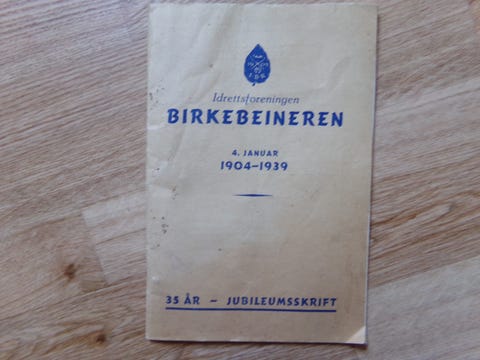 Idrettsforeningen
BIRKEBEINEREN
4. JANUAR
1904-1939
35 ÅR - JUBILEUMSSKRIFT